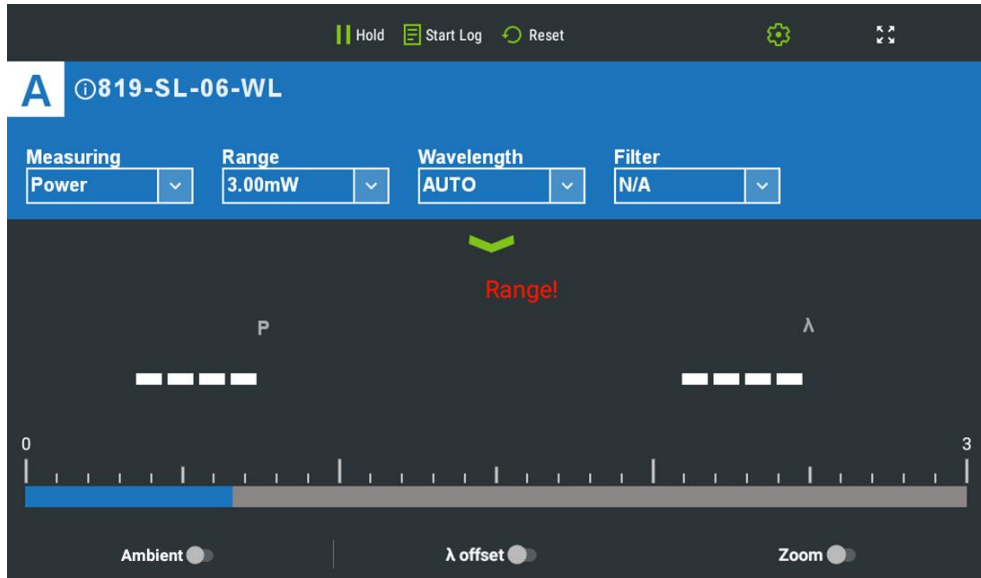 Hold Start Log Reset
A 819-SL-06-WL
Measuring Range Wavelength Filter
Power 3.00mW AUTO N/A
Range!
P λ
---- ----
0 3
Ambient λ offset Zoom